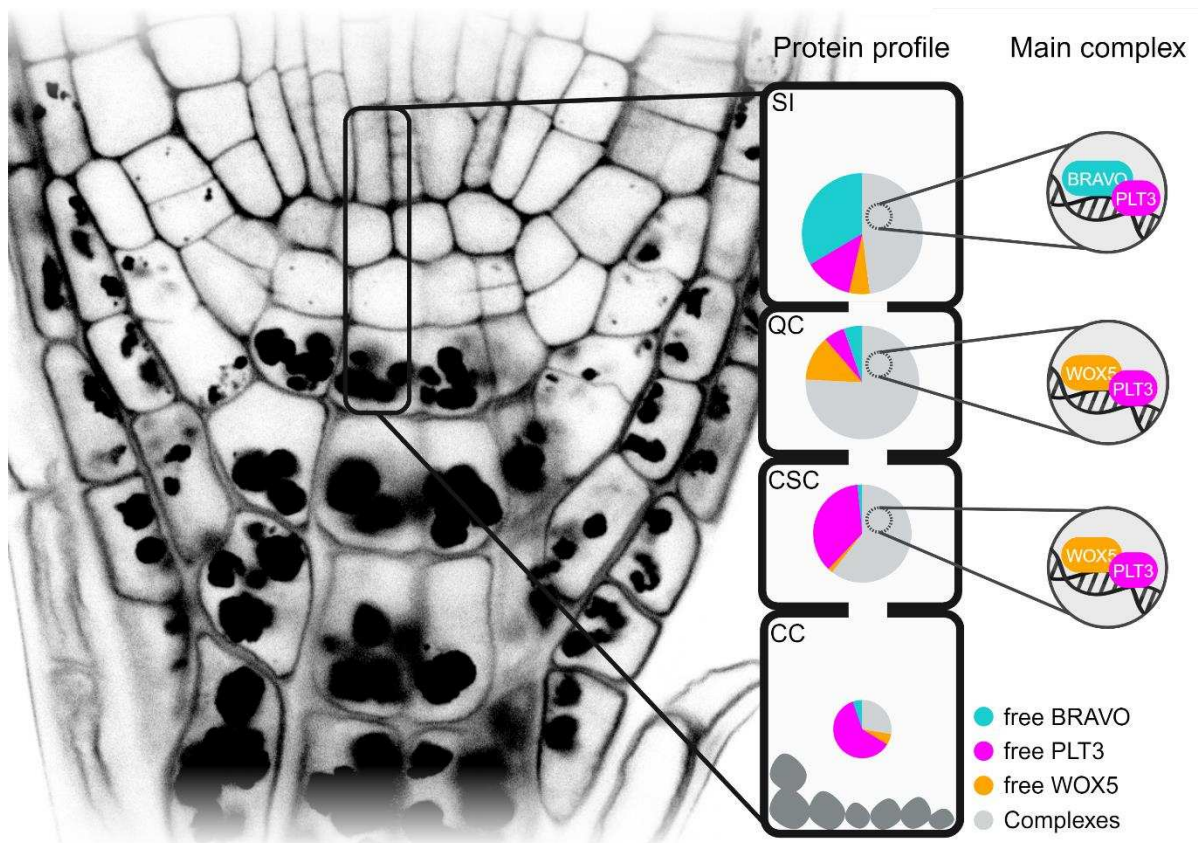 Protein profile
Main complex
SI
BRAVO
PLT3
QC
WOX5
PLT3
CSC
WOX5
PLT3
CC
free BRAVO
free PLT3
free WOX5
Complexes